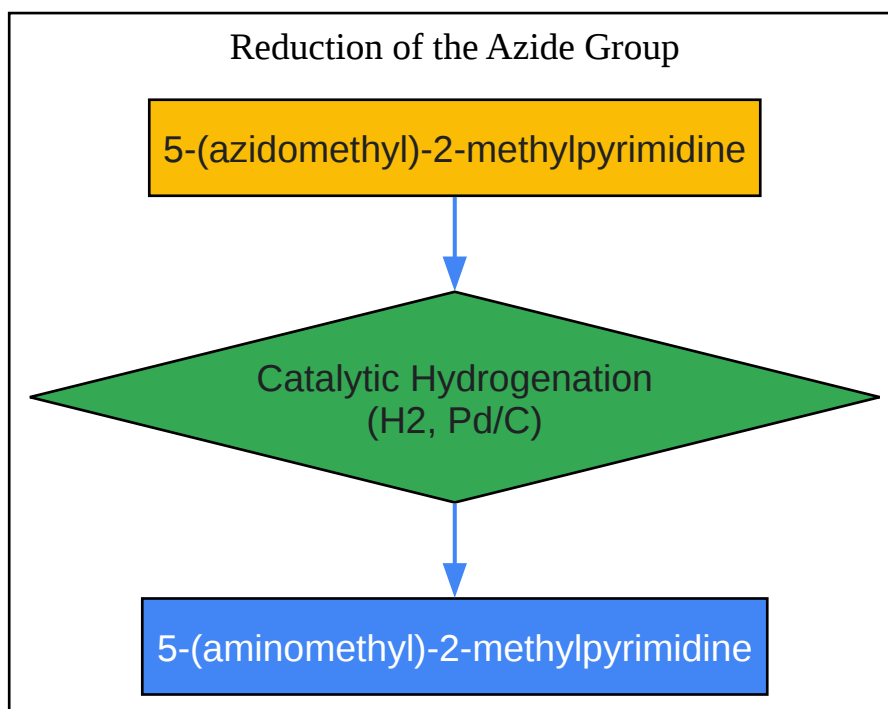 Reduction of the Azide Group
5-(azidomethyl)-2-methylpyrimidine
Catalytic Hydrogenation
(H2, Pd/C)
5-(aminomethyl)-2-methylpyrimidine